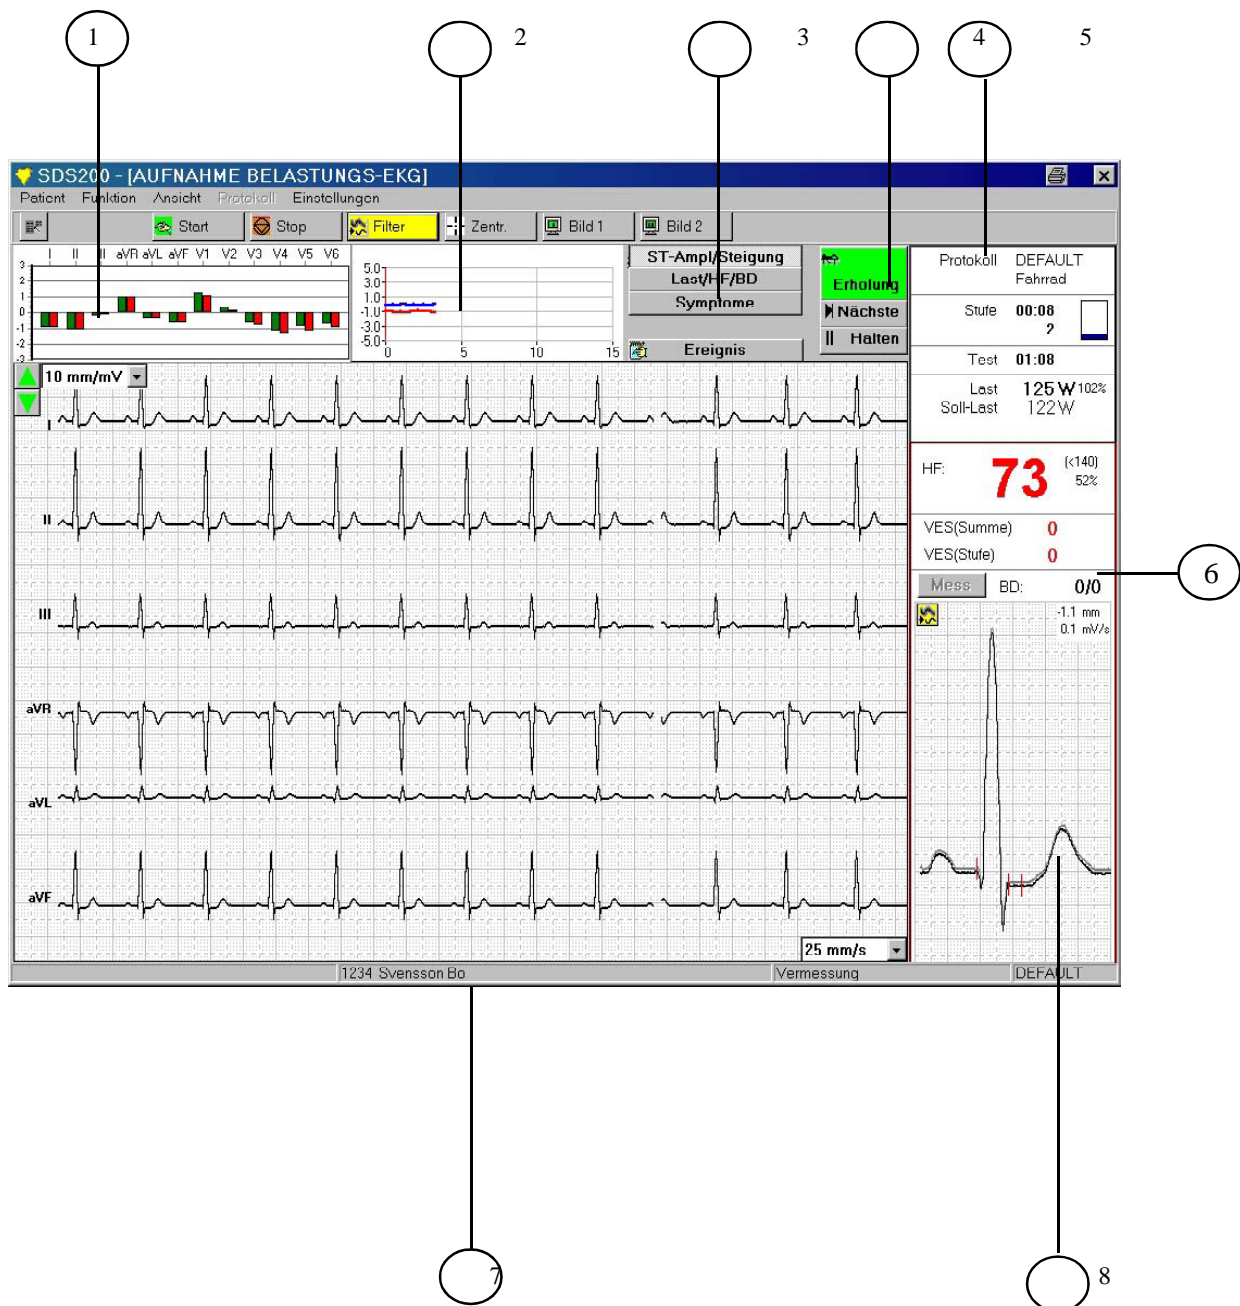 1 2 3 4 5
SDS200 - [AUFNAHME BELASTUNGS-EKG]
Patient Funktion Ansicht Protokoll Einstellungen
Start Stop Filter Zentr. Bild 1 Bild 2
I II II aVR aVL aVF V1 V2 V3 V4 V5 V6
3
2
1
0
-1
-2
-3
5.0
3.0
1.0
-1.0
-3.0
-5.0
0 5 10 15
ST-Ampl/Steigung
Last/HF/BD
Symptome
Ereignis
Erholung
Nächste
Halten
Protokoll DEFAULT
Fahrrad
Stufe 00:08
2
Test 01:08
Last 125 W 102%
Soll-Last 122 W
HF: 73 (<140)
52%
VES(Summe) 0
VES(Stufe) 0
Mess BD: 0/0
6
-1.1 mm
0.1 mV/s
10 mm/mV
I
II
III
aVR
aVL
aVF
25 mm/s
1234 Svensson Bo Vermessung DEFAULT
7 8